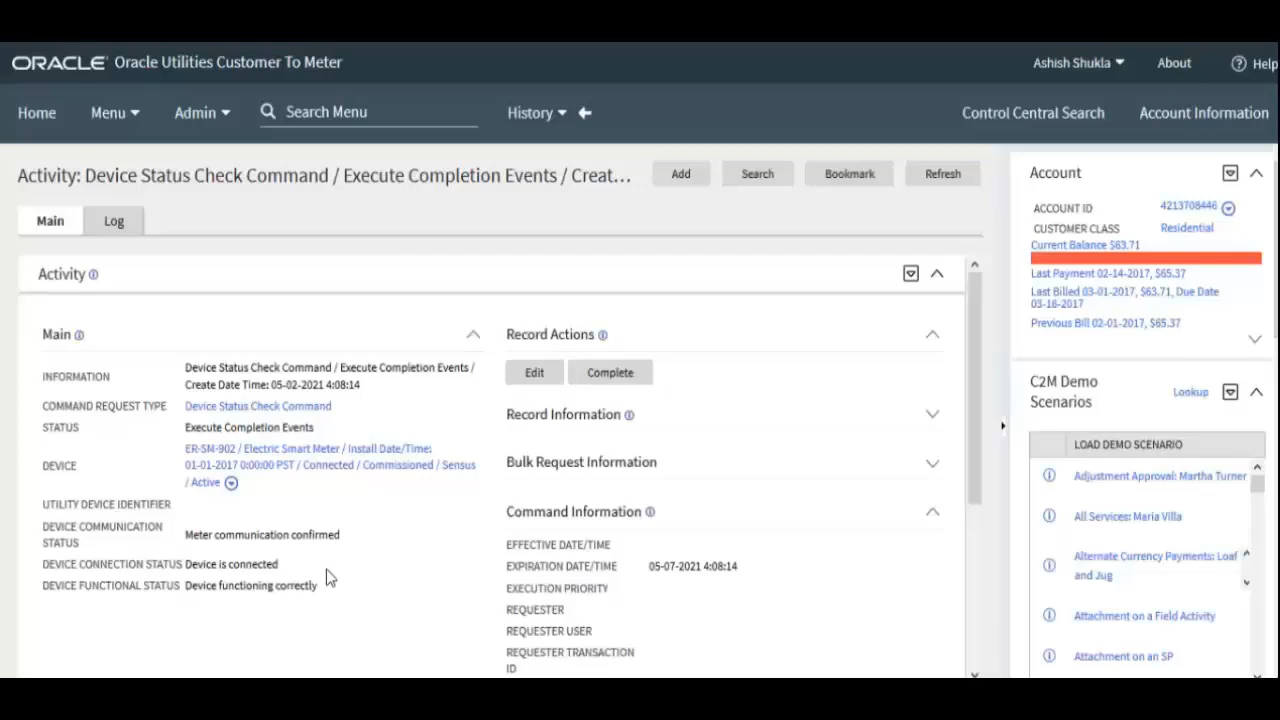 ORACLE Oracle Utilities Customer To Meter
Ashish Shukla About Help
Home Menu Admin Search Menu History Control Central Search Account Information
Activity: Device Status Check Command / Execute Completion Events / Creat...
Add Search Bookmark Refresh
Main Log
Activity
Main
INFORMATION
Device Status Check Command / Execute Completion Events /
Create Date Time: 05-02-2021 4:08:14
COMMAND REQUEST TYPE Device Status Check Command
STATUS Execute Completion Events
DEVICE
ER-SM-902 / Electric Smart Meter / Install Date/Time:
01-01-2017 0:00:00 PST / Connected / Commissioned / Sensus
/ Active
UTILITY DEVICE IDENTIFIER
DEVICE COMMUNICATION
STATUS
Meter communication confirmed
DEVICE CONNECTION STATUS Device is connected
DEVICE FUNCTIONAL STATUS Device functioning correctly
Record Actions
Edit Complete
Record Information
Bulk Request Information
Command Information
EFFECTIVE DATE/TIME
EXPIRATION DATE/TIME 05-07-2021 4:08:14
EXECUTION PRIORITY
REQUESTER
REQUESTER USER
REQUESTER TRANSACTION
ID
Account
ACCOUNT ID 4213708446
CUSTOMER CLASS Residential
Current Balance $63.71
Last Payment 02-14-2017, $65.37
Last Billed 03-01-2017, $63.71, Due Date
03-16-2017
Previous Bill 02-01-2017, $65.37
C2M Demo
Scenarios
Lookup
LOAD DEMO SCENARIO
Adjustment Approval: Martha Turner
All Services: Maria Villa
Alternate Currency Payments: Loaf
and Jug
Attachment on a Field Activity
Attachment on an SP